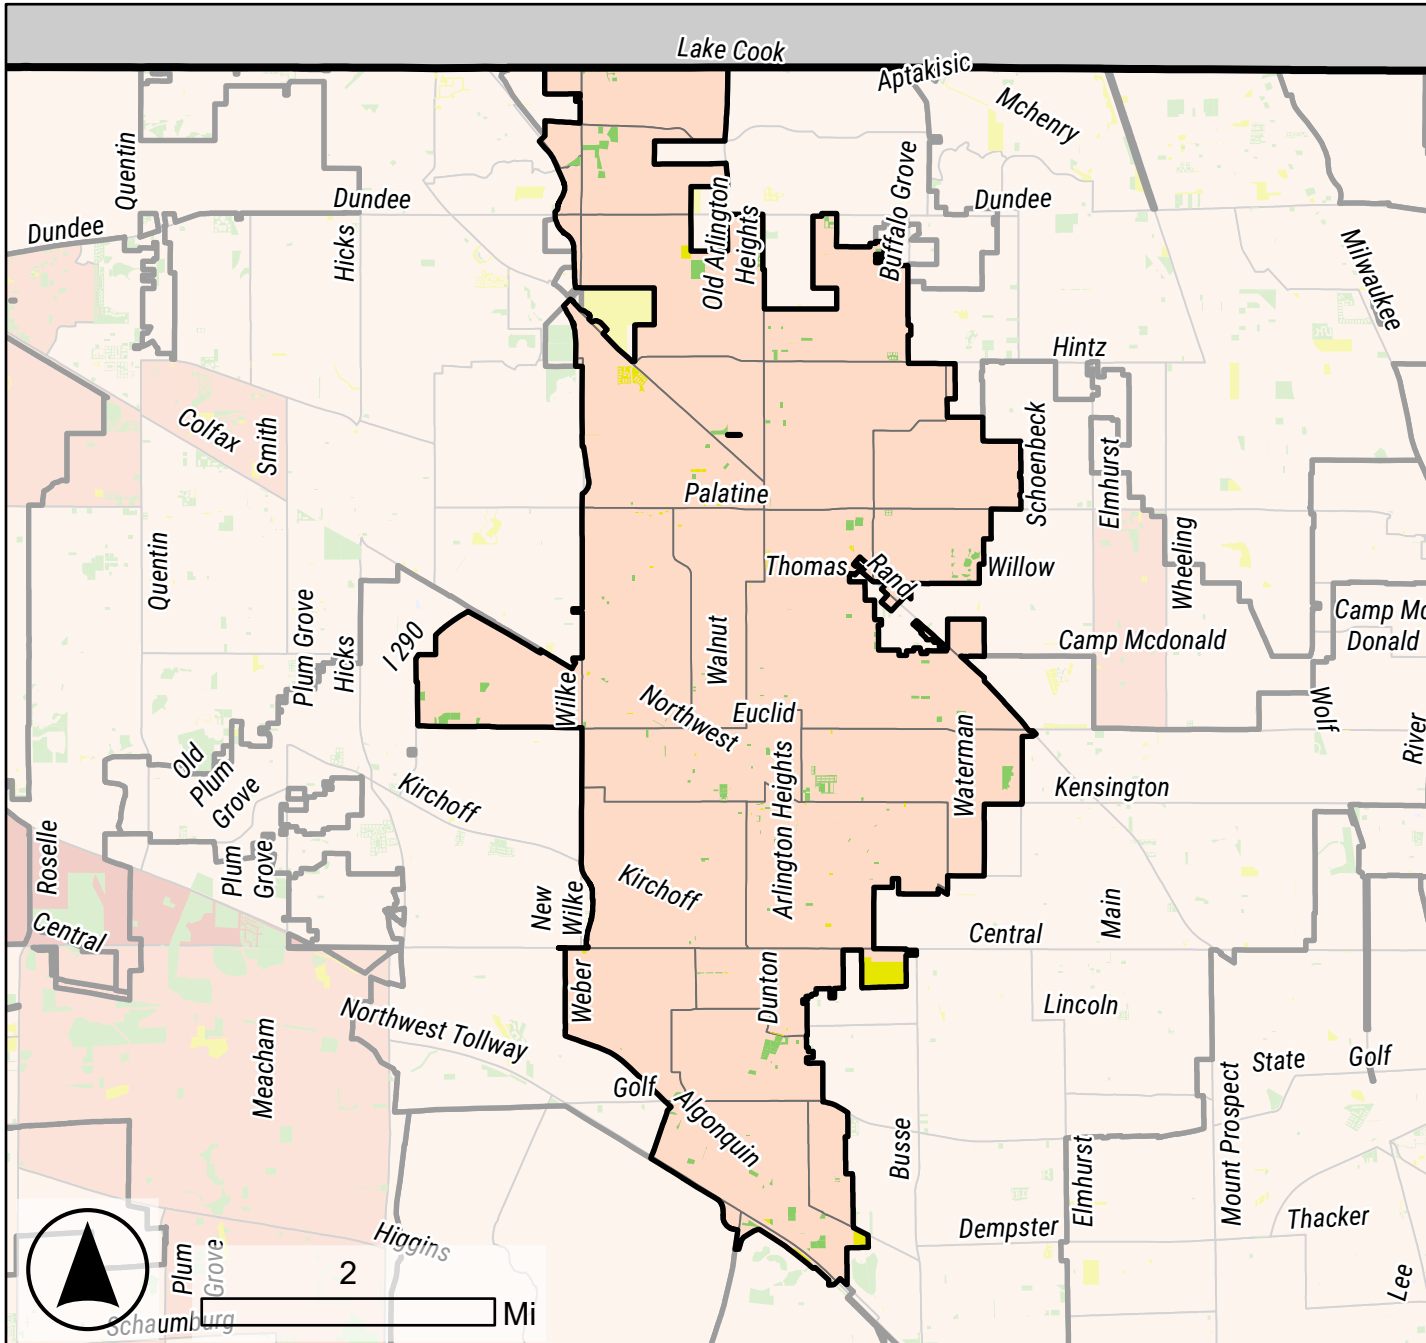 Lake Cook
Aptakisic
Mchenry
Quentin
Dundee
Hicks
Dundee
Old Arlington
Heights
Buffalo Grove
Dundee
Milwaukee
Hintz
Colfax
Smith
Schoenbeck
Elmhurst
Palatine
Quentin
Thomas
Rand
Willow
Wheeling
Plum Grove
Hicks
I 290
Walnut
Camp Mcdonald
Camp Mc
Donald
Wilke
Northwest
Euclid
Wolf
River
Old
Plum
Grove
Kirchoff
Arlington Heights
Waterman
Kensington
Roselle
Plum
Grove
New
Wilke
Kirchoff
Central
Central
Main
Weber
Dunton
Lincoln
Northwest Tollway
Meacham
Golf
Algonquin
State
Golf
Busse
Elmhurst
Mount Prospect
Dempster
Thacker
Higgins
Plum
Grove
Lee
2
Mi
Schaumburg